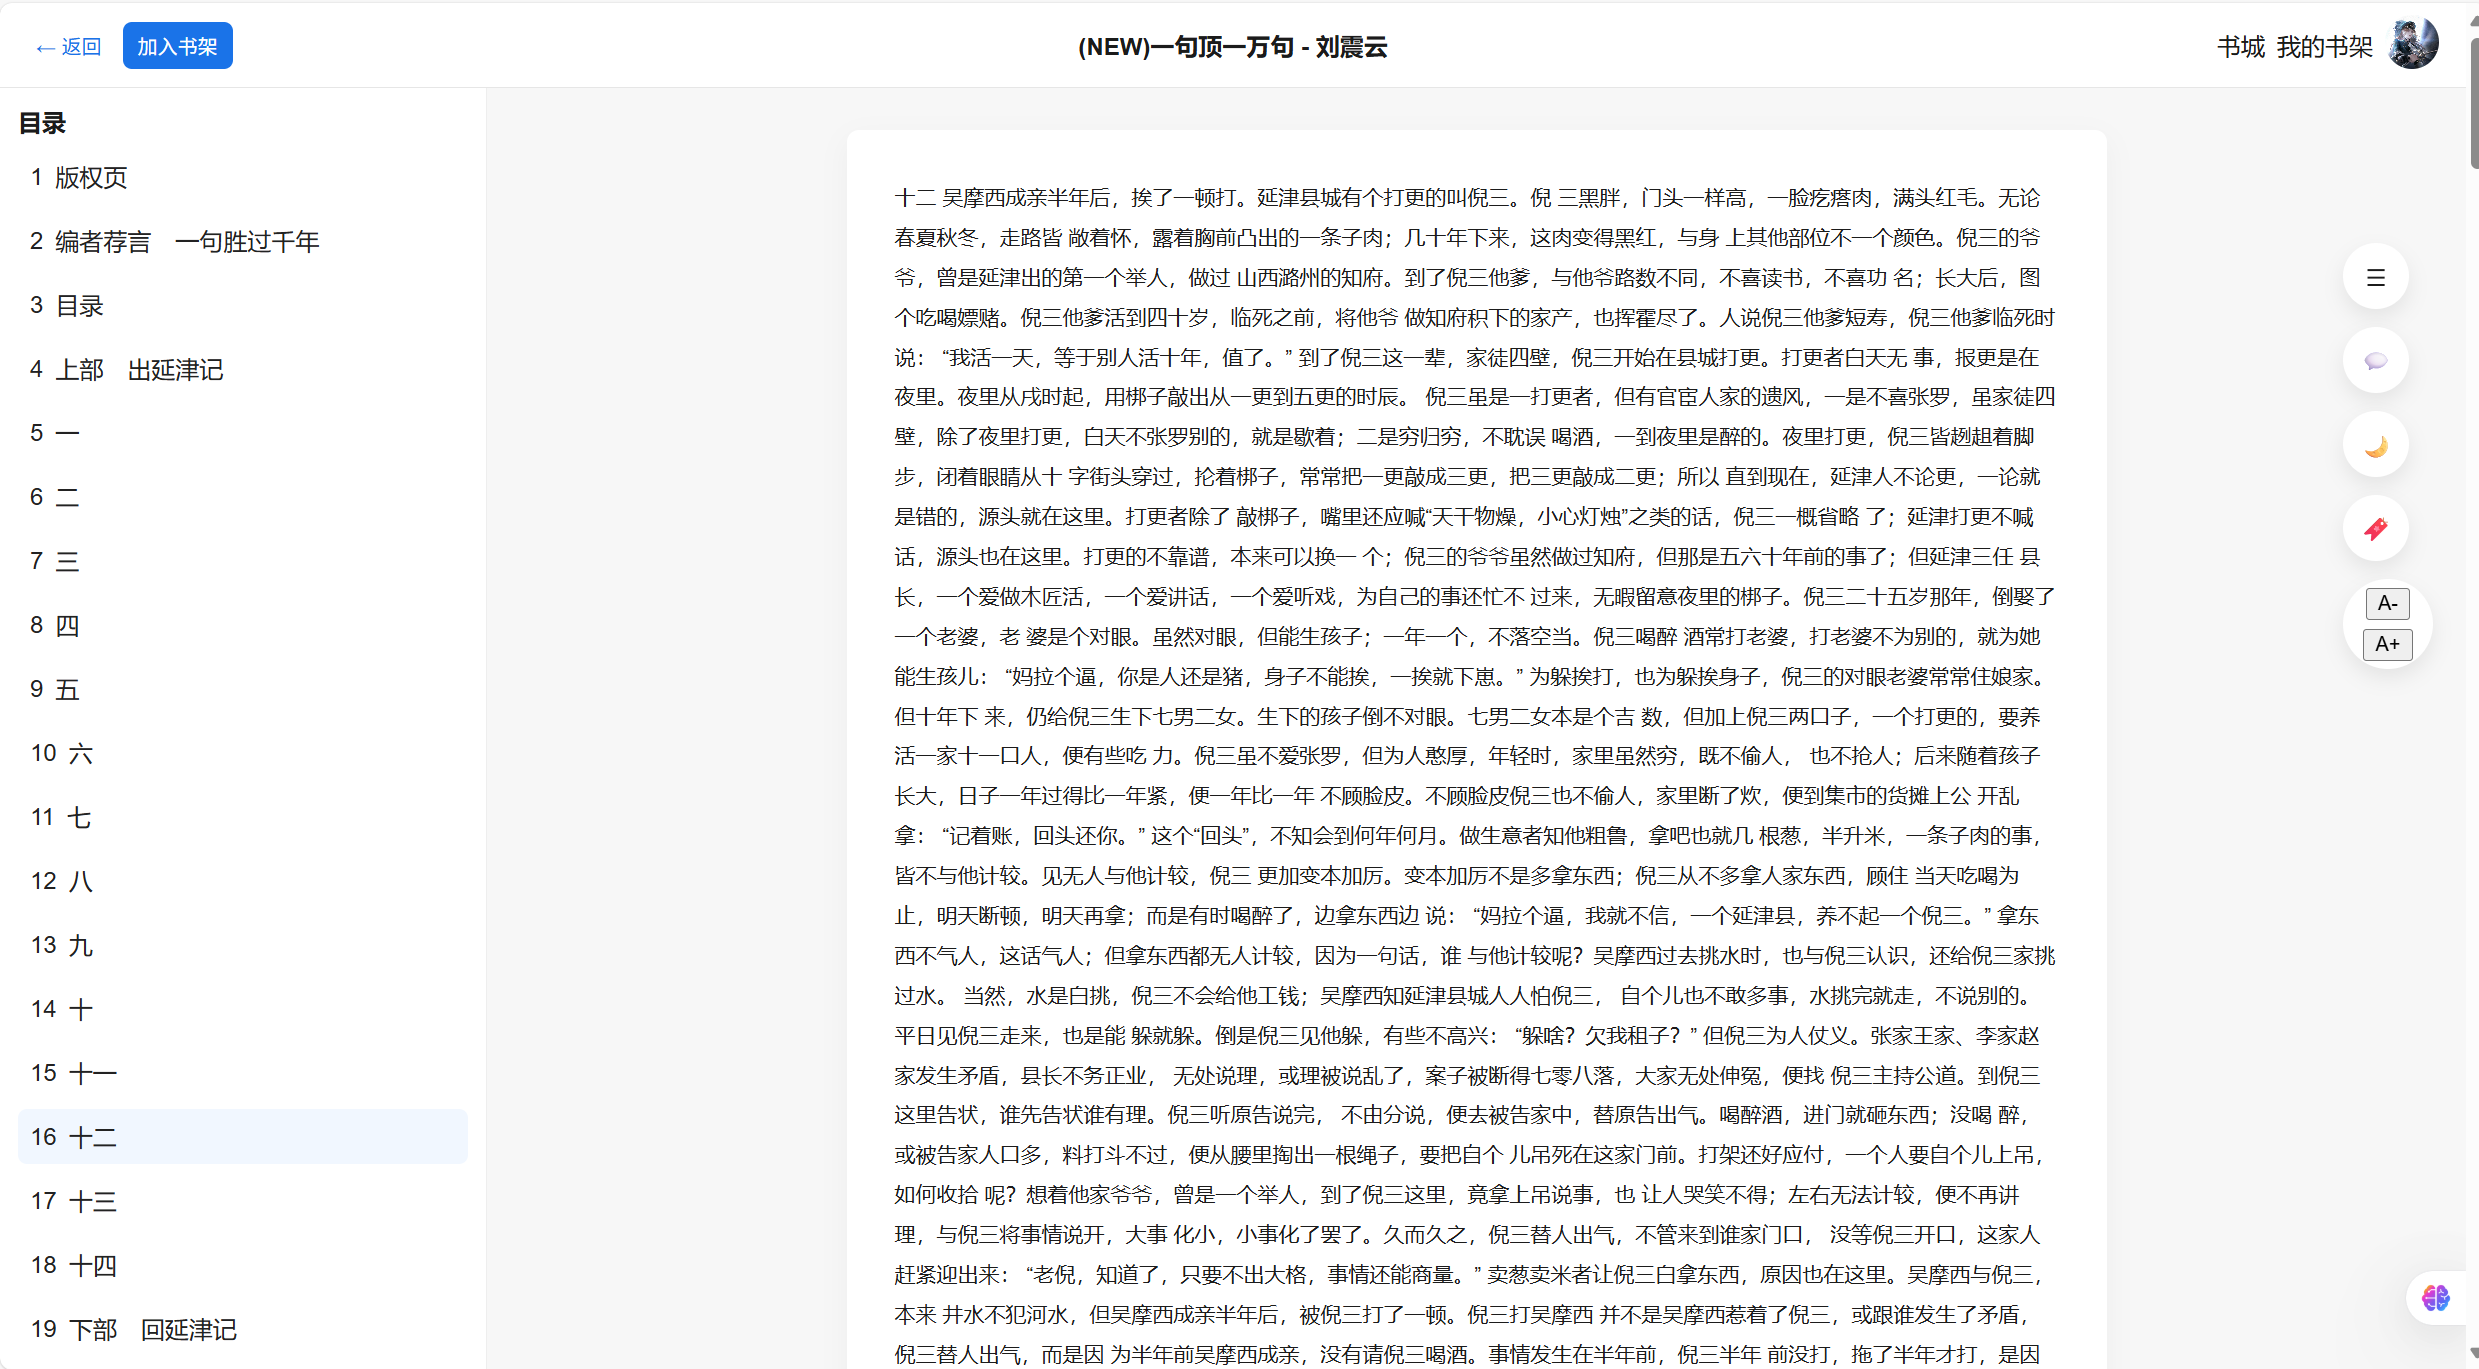 ← 返回
加入书架
(NEW)一句顶一万句 - 刘震云
书城 我的书架
目录
1 版权页
2 编者荐言　一句胜过千年
3 目录
4 上部　出延津记
5 一
6 二
7 三
8 四
9 五
10 六
11 七
12 八
13 九
14 十
15 十一
16 十二
17 十三
18 十四
19 下部　回延津记
十二 吴摩西成亲半年后，挨了一顿打。延津县城有个打更的叫倪三。倪 三黑胖，门头一样高，一脸疙瘩肉，满头红毛。无论
春夏秋冬，走路皆 敞着怀，露着胸前凸出的一条子肉；几十年下来，这肉变得黑红，与身 上其他部位不一个颜色。倪三的爷
爷，曾是延津出的第一个举人，做过 山西潞州的知府。到了倪三他爹，与他爷路数不同，不喜读书，不喜功 名；长大后，图
个吃喝嫖赌。倪三他爹活到四十岁，临死之前，将他爷 做知府积下的家产，也挥霍尽了。人说倪三他爹短寿，倪三他爹临死时
说： “我活一天，等于别人活十年，值了。” 到了倪三这一辈，家徒四壁，倪三开始在县城打更。打更者白天无 事，报更是在
夜里。夜里从戌时起，用梆子敲出从一更到五更的时辰。 倪三虽是一打更者，但有官宦人家的遗风，一是不喜张罗，虽家徒四
壁，除了夜里打更，白天不张罗别的，就是歇着；二是穷归穷，不耽误 喝酒，一到夜里是醉的。夜里打更，倪三皆趔趄着脚
步，闭着眼睛从十 字街头穿过，抡着梆子，常常把一更敲成三更，把三更敲成二更；所以 直到现在，延津人不论更，一论就
是错的，源头就在这里。打更者除了 敲梆子，嘴里还应喊“天干物燥，小心灯烛”之类的话，倪三一概省略 了；延津打更不喊
话，源头也在这里。打更的不靠谱，本来可以换一 个；倪三的爷爷虽然做过知府，但那是五六十年前的事了；但延津三任 县
长，一个爱做木匠活，一个爱讲话，一个爱听戏，为自己的事还忙不 过来，无暇留意夜里的梆子。倪三二十五岁那年，倒娶了
一个老婆，老 婆是个对眼。虽然对眼，但能生孩子；一年一个，不落空当。倪三喝醉 酒常打老婆，打老婆不为别的，就为她
能生孩儿： “妈拉个逼，你是人还是猪，身子不能挨，一挨就下崽。” 为躲挨打，也为躲挨身子，倪三的对眼老婆常常住娘家。
但十年下 来，仍给倪三生下七男二女。生下的孩子倒不对眼。七男二女本是个吉 数，但加上倪三两口子，一个打更的，要养
活一家十一口人，便有些吃 力。倪三虽不爱张罗，但为人憨厚，年轻时，家里虽然穷，既不偷人， 也不抢人；后来随着孩子
长大，日子一年过得比一年紧，便一年比一年 不顾脸皮。不顾脸皮倪三也不偷人，家里断了炊，便到集市的货摊上公 开乱
拿： “记着账，回头还你。” 这个“回头”，不知会到何年何月。做生意者知他粗鲁，拿吧也就几 根葱，半升米，一条子肉的事，
皆不与他计较。见无人与他计较，倪三 更加变本加厉。变本加厉不是多拿东西；倪三从不多拿人家东西，顾住 当天吃喝为
止，明天断顿，明天再拿；而是有时喝醉了，边拿东西边 说： “妈拉个逼，我就不信，一个延津县，养不起一个倪三。” 拿东
西不气人，这话气人；但拿东西都无人计较，因为一句话，谁 与他计较呢？吴摩西过去挑水时，也与倪三认识，还给倪三家挑
过水。 当然，水是白挑，倪三不会给他工钱；吴摩西知延津县城人人怕倪三， 自个儿也不敢多事，水挑完就走，不说别的。
平日见倪三走来，也是能 躲就躲。倒是倪三见他躲，有些不高兴： “躲啥？欠我租子？” 但倪三为人仗义。张家王家、李家赵
家发生矛盾，县长不务正业， 无处说理，或理被说乱了，案子被断得七零八落，大家无处伸冤，便找 倪三主持公道。到倪三
这里告状，谁先告状谁有理。倪三听原告说完， 不由分说，便去被告家中，替原告出气。喝醉酒，进门就砸东西；没喝 醉，
或被告家人口多，料打斗不过，便从腰里掏出一根绳子，要把自个 儿吊死在这家门前。打架还好应付，一个人要自个儿上吊，
如何收拾 呢？想着他家爷爷，曾是一个举人，到了倪三这里，竟拿上吊说事，也 让人哭笑不得；左右无法计较，便不再讲
理，与倪三将事情说开，大事 化小，小事化了罢了。久而久之，倪三替人出气，不管来到谁家门口， 没等倪三开口，这家人
赶紧迎出来： “老倪，知道了，只要不出大格，事情还能商量。” 卖葱卖米者让倪三白拿东西，原因也在这里。吴摩西与倪三，
本来 井水不犯河水，但吴摩西成亲半年后，被倪三打了一顿。倪三打吴摩西 并不是吴摩西惹着了倪三，或跟谁发生了矛盾，
倪三替人出气，而是因 为半年前吴摩西成亲，没有请倪三喝酒。事情发生在半年前，倪三半年 前没打，拖了半年才打，是因
A-
A+